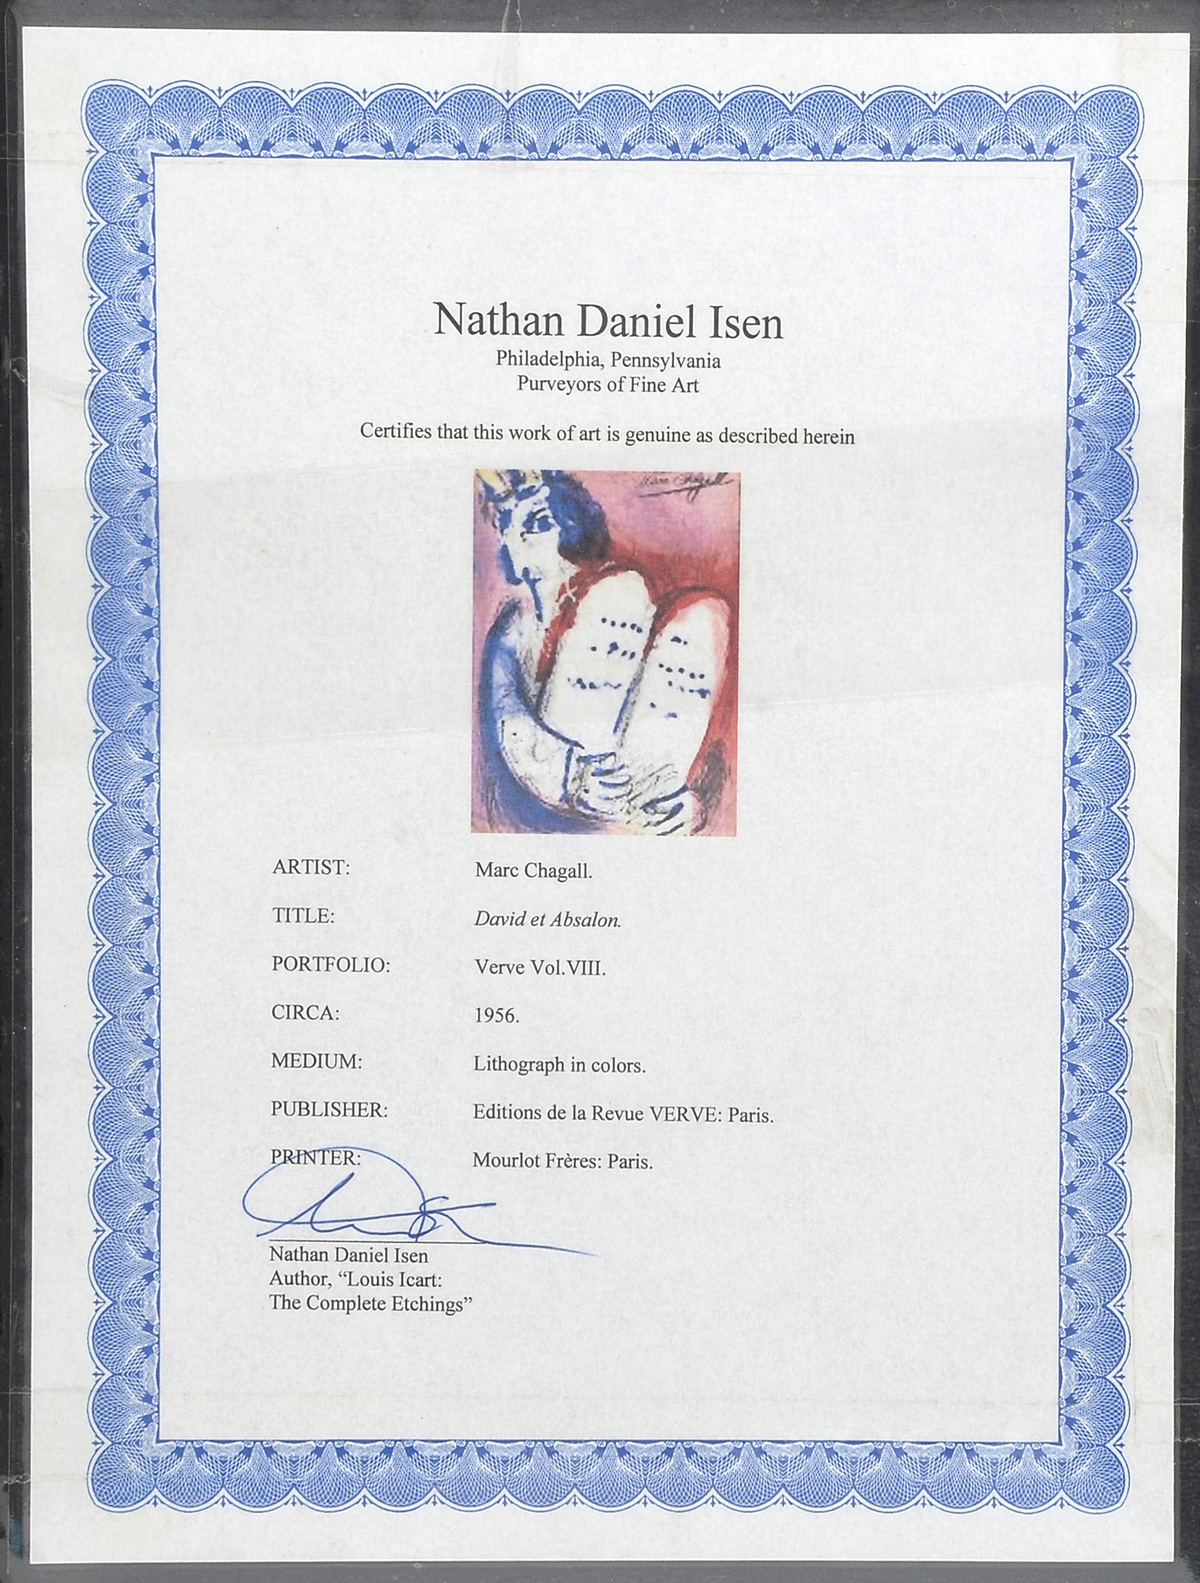 Nathan Daniel Isen
Philadelphia, Pennsylvania
Purveyors of Fine Art
Certifies that this work of art is genuine as described herein
Marc Chagall
ARTIST: Marc Chagall.
TITLE: David et Absalon.
PORTFOLIO: Verve Vol.VIII.
CIRCA: 1956.
MEDIUM: Lithograph in colors.
PUBLISHER: Editions de la Revue VERVE: Paris.
PRINTER: Mourlot Frères: Paris.
Nathan Daniel Isen
Author, “Louis Icart:
The Complete Etchings”